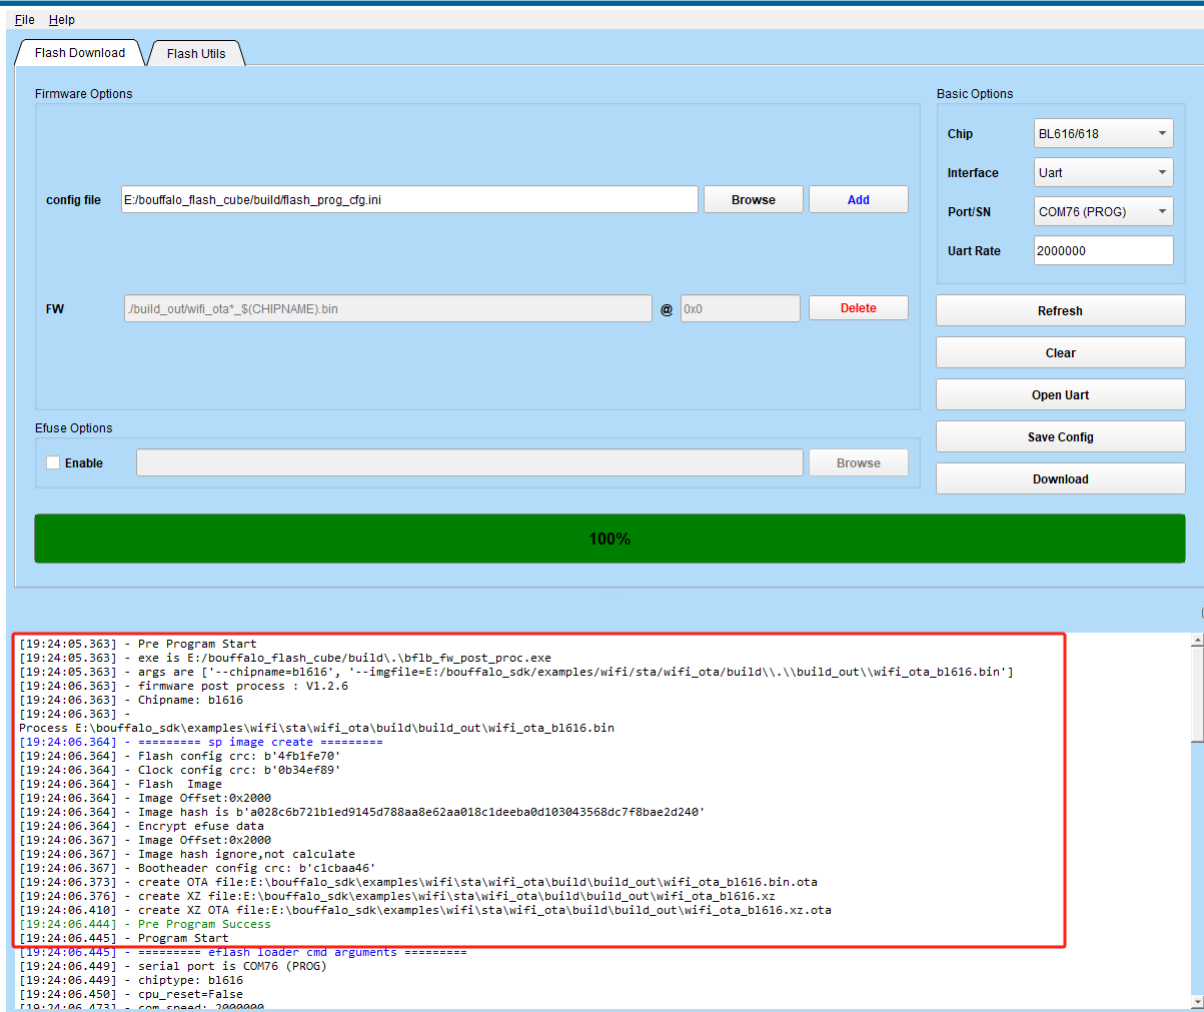 File Help
Flash Download Flash Utils
Firmware Options
Basic Options
Chip BL616/618
Interface Uart
config file E:/bouffalo_flash_cube/build/flash_prog_cfg.ini Browse Add
Port/SN COM76 (PROG)
Uart Rate 2000000
FW ./build_out/wifi_ota*_$(CHIPNAME).bin @ 0x0 Delete
Refresh
Clear
Open Uart
Efuse Options
Save Config
Enable Browse
Download
100%
[19:24:05.363] - Pre Program Start
[19:24:05.363] - exe is E:/bouffalo_flash_cube/build\.\bflb_fw_post_proc.exe
[19:24:05.363] - args are ['--chipname=bl616', '--imgfile=E:/bouffalo_sdk/examples/wifi/sta/wifi_ota/build\\.\\build_out\\wifi_ota_bl616.bin']
[19:24:06.363] - firmware post process : V1.2.6
[19:24:06.363] - Chipname: bl616
[19:24:06.363] -
Process E:\bouffalo_sdk\examples\wifi\sta\wifi_ota\build\build_out\wifi_ota_bl616.bin
[19:24:06.364] - ========= sp image create =========
[19:24:06.364] - Flash config crc: b'4fb1fe70'
[19:24:06.364] - Clock config crc: b'0b34ef89'
[19:24:06.364] - Flash  Image
[19:24:06.364] - Image Offset:0x2000
[19:24:06.364] - Image hash is b'a028c6b721b1ed9145d788aa8e62aa018c1deeba0d103043568dc7f8bae2d240'
[19:24:06.364] - Encrypt efuse data
[19:24:06.367] - Image Offset:0x2000
[19:24:06.367] - Image hash ignore,not calculate
[19:24:06.367] - Bootheader config crc: b'c1cbaa46'
[19:24:06.373] - create OTA file:E:\bouffalo_sdk\examples\wifi\sta\wifi_ota\build\build_out\wifi_ota_bl616.bin.ota
[19:24:06.376] - create XZ file:E:\bouffalo_sdk\examples\wifi\sta\wifi_ota\build\build_out\wifi_ota_bl616.xz
[19:24:06.410] - create XZ OTA file:E:\bouffalo_sdk\examples\wifi\sta\wifi_ota\build\build_out\wifi_ota_bl616.xz.ota
[19:24:06.444] - Pre Program Success
[19:24:06.445] - Program Start
[19:24:06.445] - ========= eflash loader cmd arguments =========
[19:24:06.449] - serial port is COM76 (PROG)
[19:24:06.449] - chiptype: bl616
[19:24:06.450] - cpu_reset=False
[19:24:06.473] - com speed: 2000000